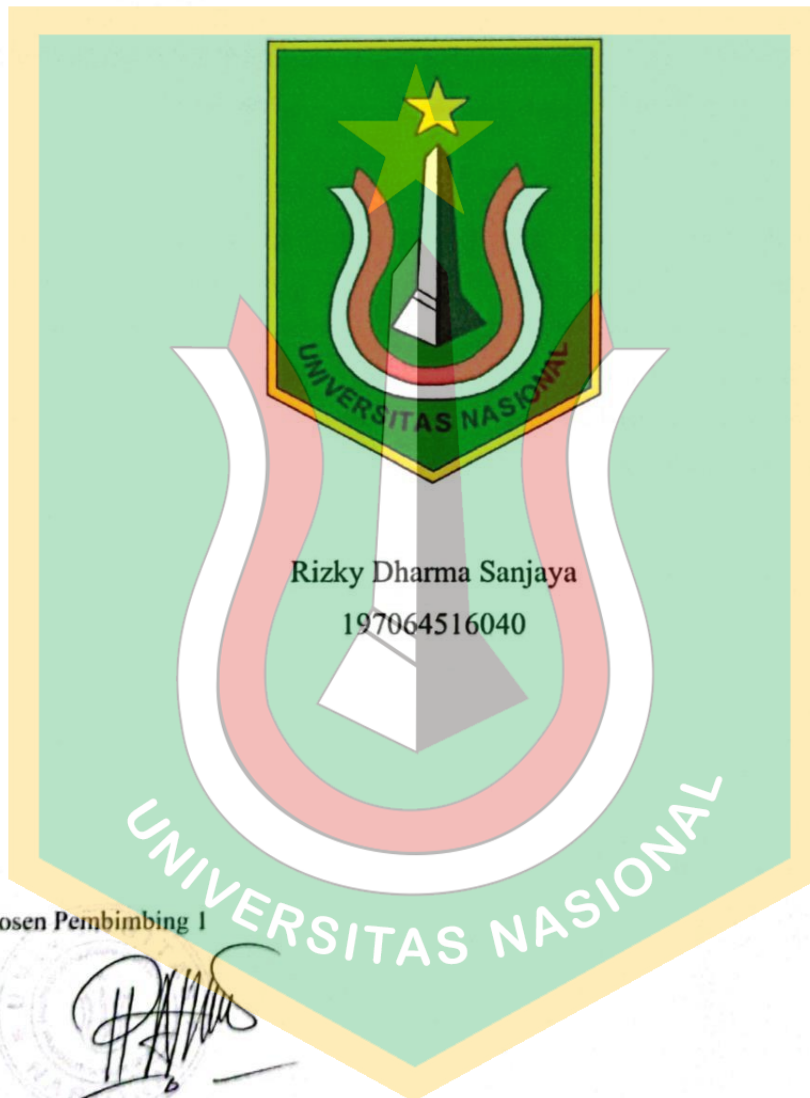 UNIVERSITAS NASIONAL
Rizky Dharma Sanjaya
197064516040
UNIVERSITAS NASIONAL
osen Pembimbing 1